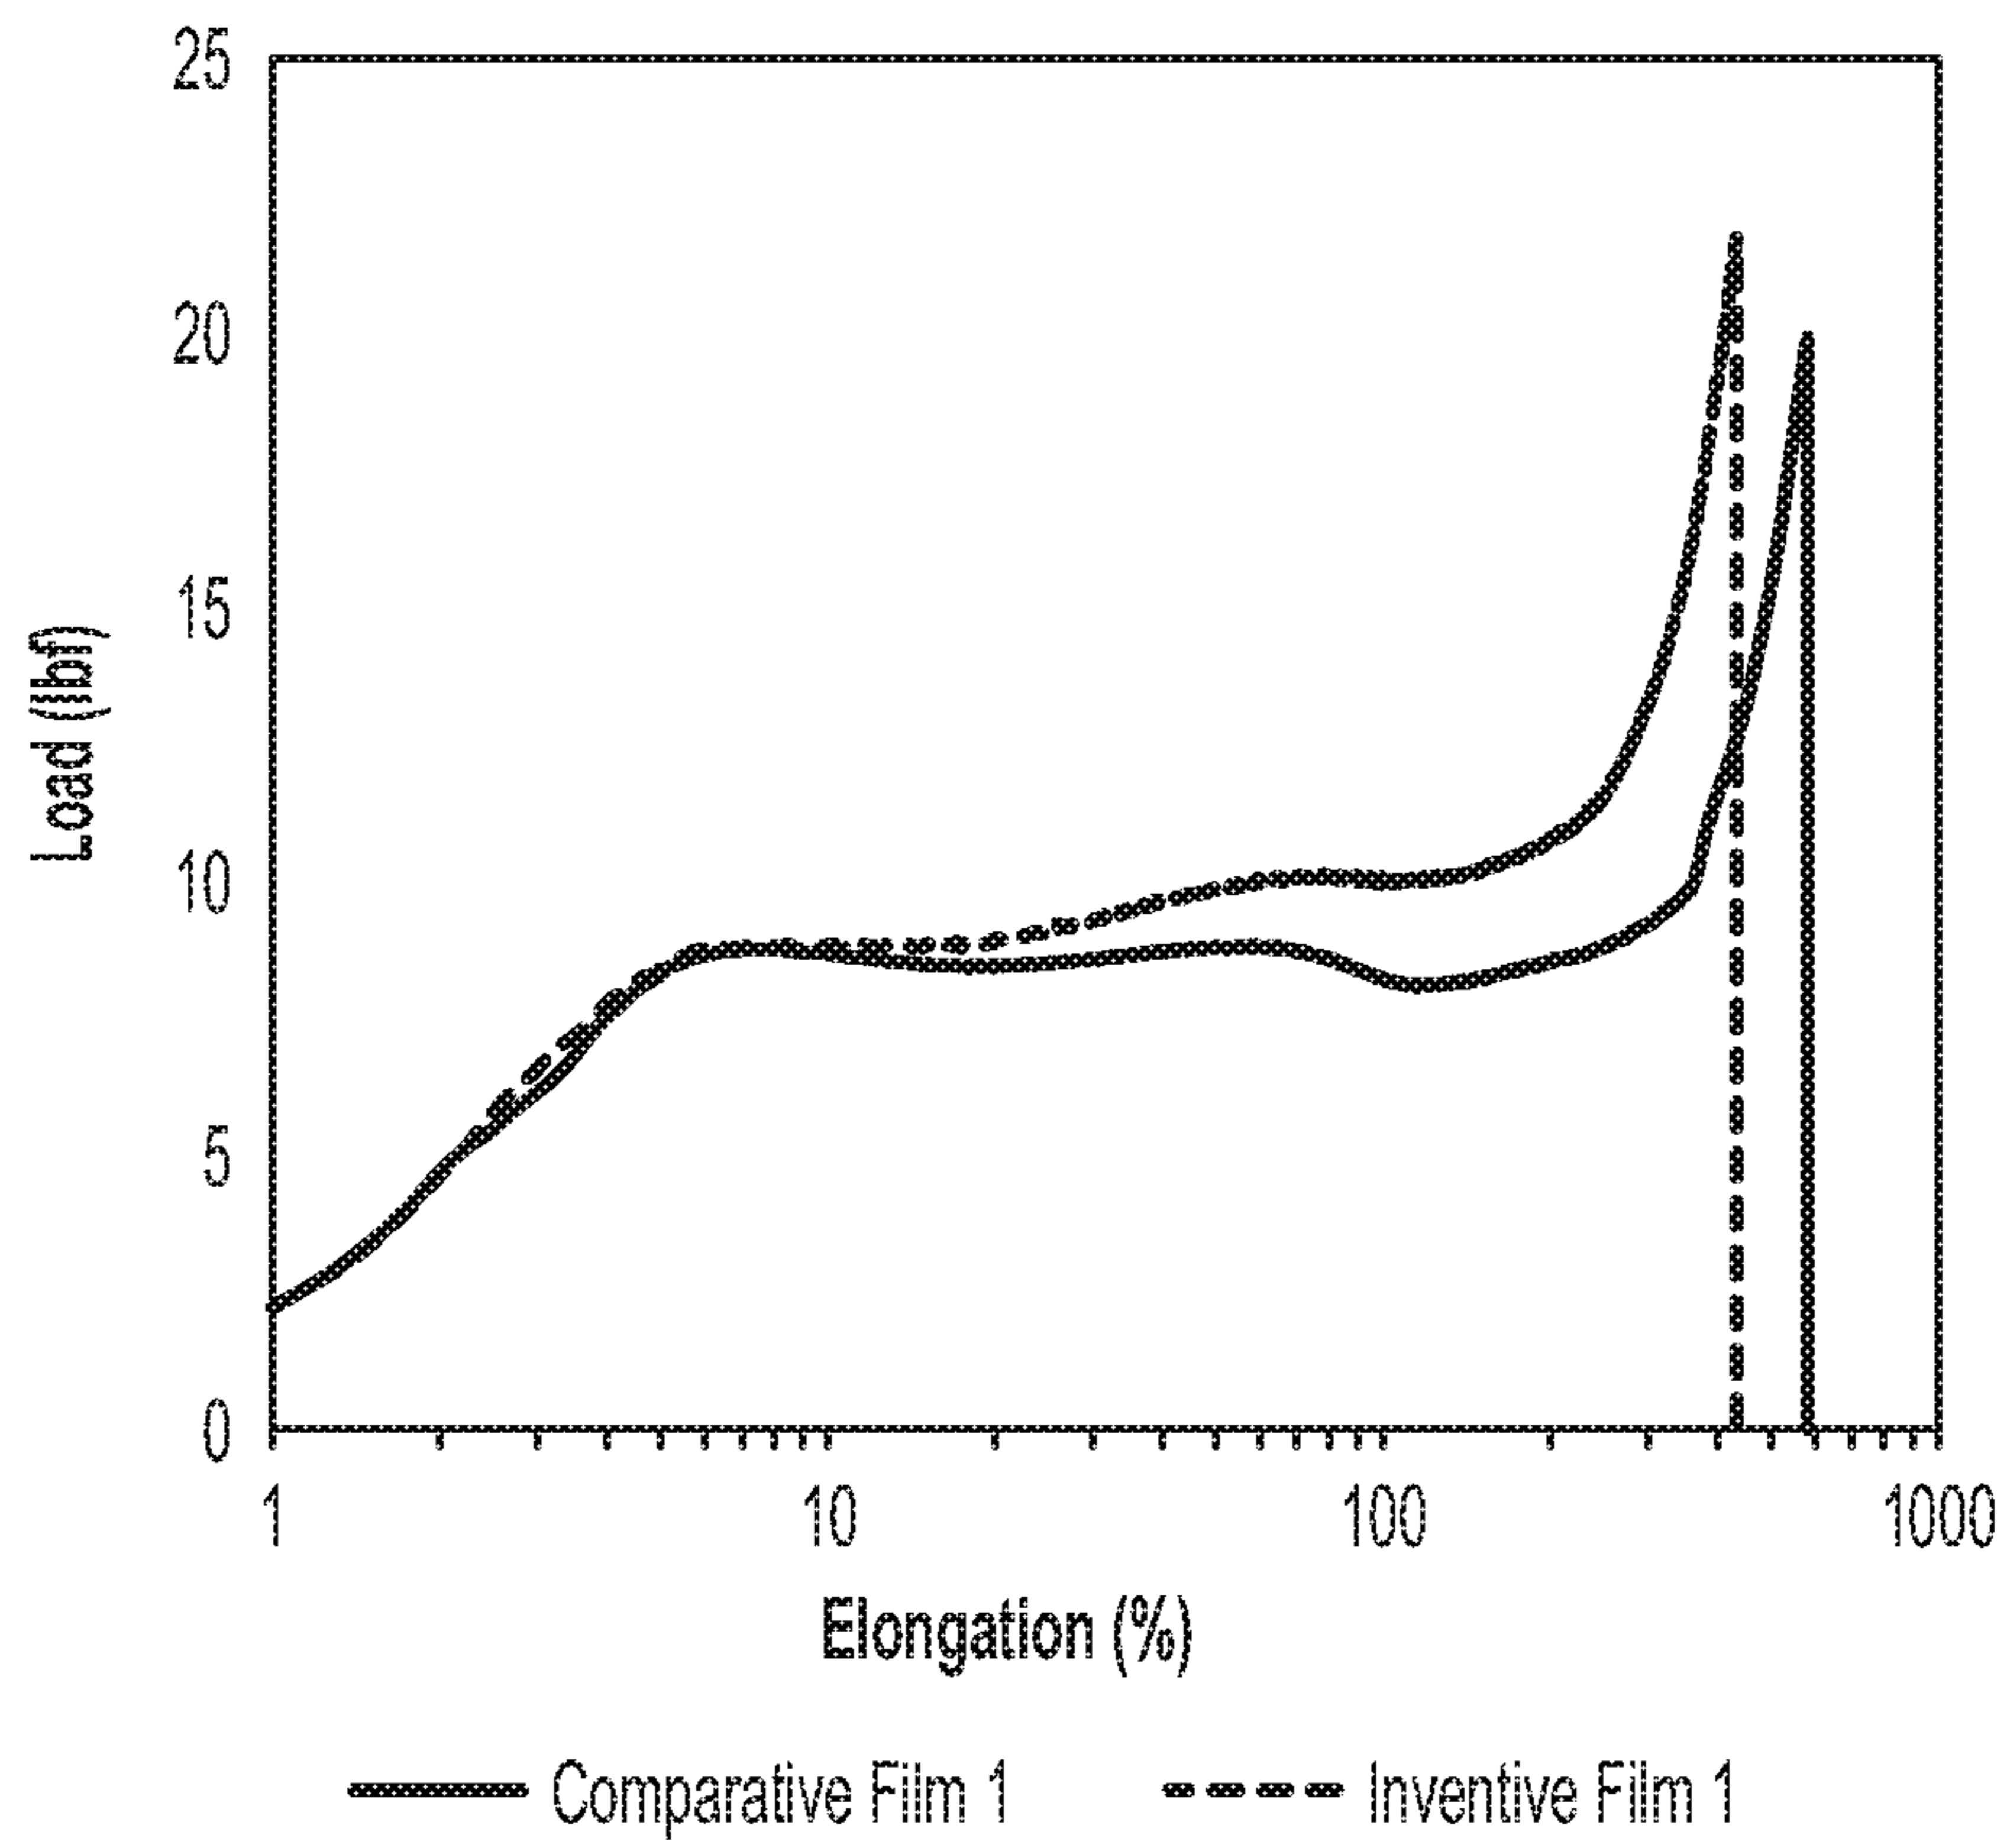 25
20
15
10
5
0
Load (lbf)
1 10 100 1000
Elongation (%)
Comparative Film 1 Inventive Film 1